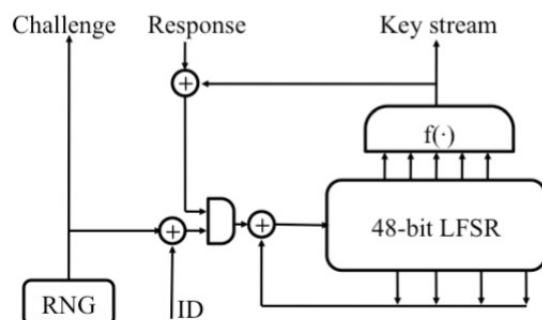 Challenge Response Key stream
f(·)
48-bit LFSR
RNG ID